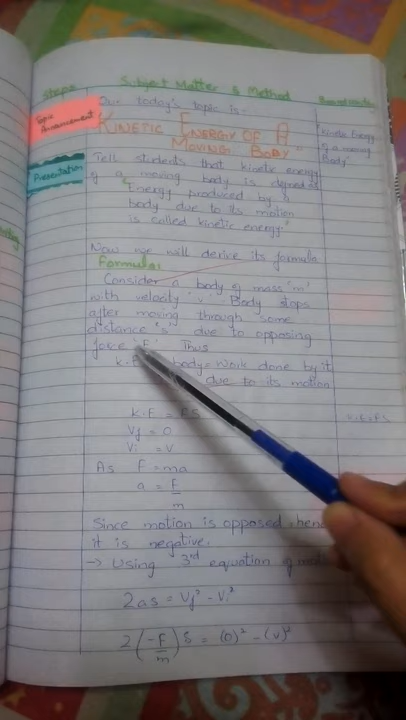 Steps
Subject Matter & Method
Topic
Announcement
Our today's topic is:-
"KINETIC ENERGY OF A
MOVING BODY"
"Kinetic Energy
of a moving
Body"
Presentation
Tell students that kinetic energy
of a moving body is
"Energy produced by a
body due to its motion
is called kinetic energy"
Now we will derive its formula
Formula:
Consider a body of mass 'm'
with velocity 'v'. Body stops
after moving through some
distance 's' due to opposing
force 'F'. Thus
body = Work done by it
due to its motion
K.E = FS
Vf = 0
Vi = V
As F = ma
a = F/m
Since motion is opposed
it is negative.
→ Using 3rd equation of
2as = Vf² - Vi²
2(-F/m)S = (0)² - (v)²